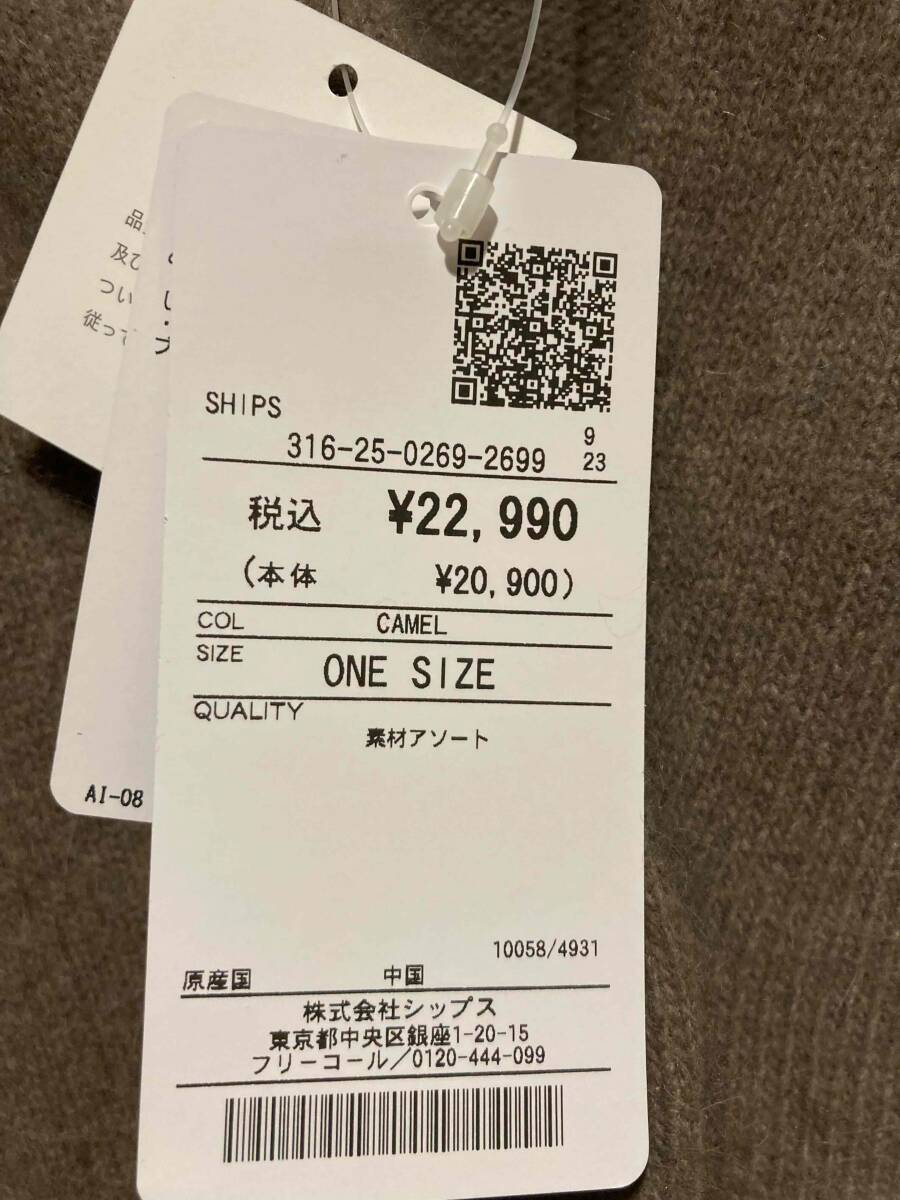 品
及び
つい
従って
し・
AI-08
SHIPS
316-25-0269-2699
9
23
税込 ¥22,990
(本体 ¥20,900)
COL CAMEL
SIZE ONE SIZE
QUALITY
素材アソート
10058/4931
原産国 中国
株式会社シップス
東京都中央区銀座1-20-15
フリーコール/0120-444-099